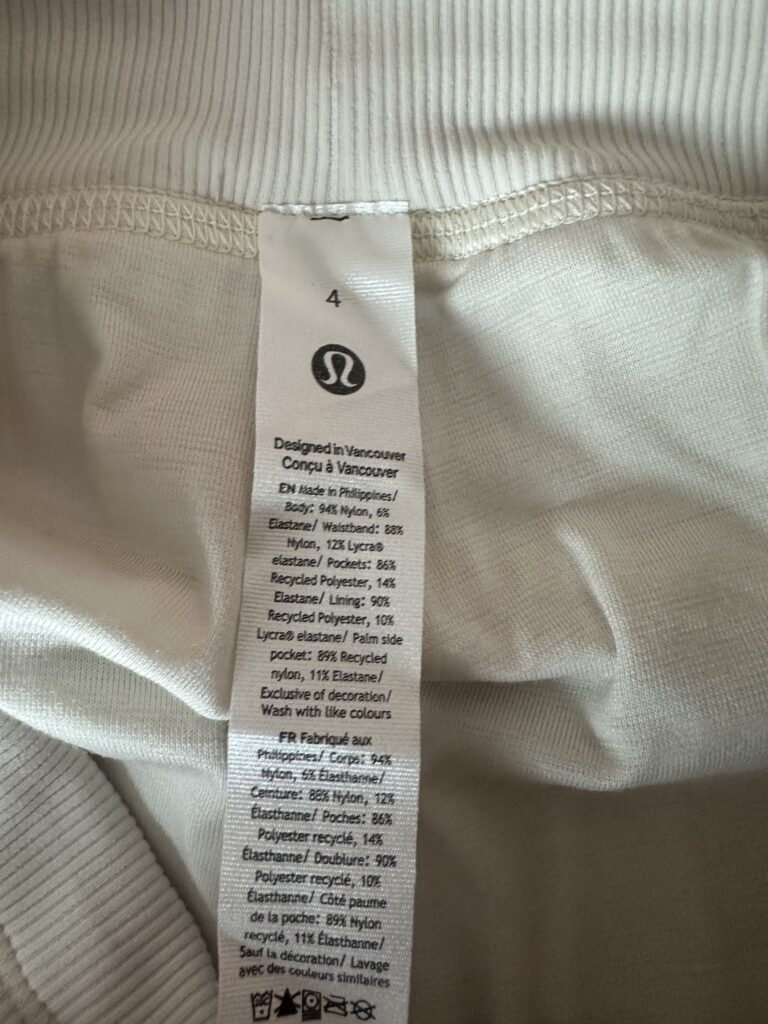 4
Designed in Vancouver
Conçu à Vancouver
EN Made in Philippines/
Body: 94% Nylon, 6%
Elastane/ Waistband: 88%
Nylon, 12% Lycra®
elastane/ Pockets: 86%
Recycled Polyester, 14%
Elastane/ Lining: 90%
Recycled Polyester, 10%
Lycra® elastane/ Palm side
pocket: 89% Recycled
nylon, 11% Elastane/
Exclusive of decoration/
Wash with like colours
FR Fabriqué aux
Philippines/ Corps: 94%
Nylon, 6% Élasthanne/
Ceinture: 88% Nylon, 12%
Élasthanne/ Poches: 86%
Polyester recyclé, 14%
Élasthanne/ Doublure: 90%
Polyester recyclé, 10%
Élasthanne/ Côté paume
de la poche: 89% Nylon
recyclé, 11% Élasthanne/
Sauf la décoration/ Lavage
avec des couleurs similaires